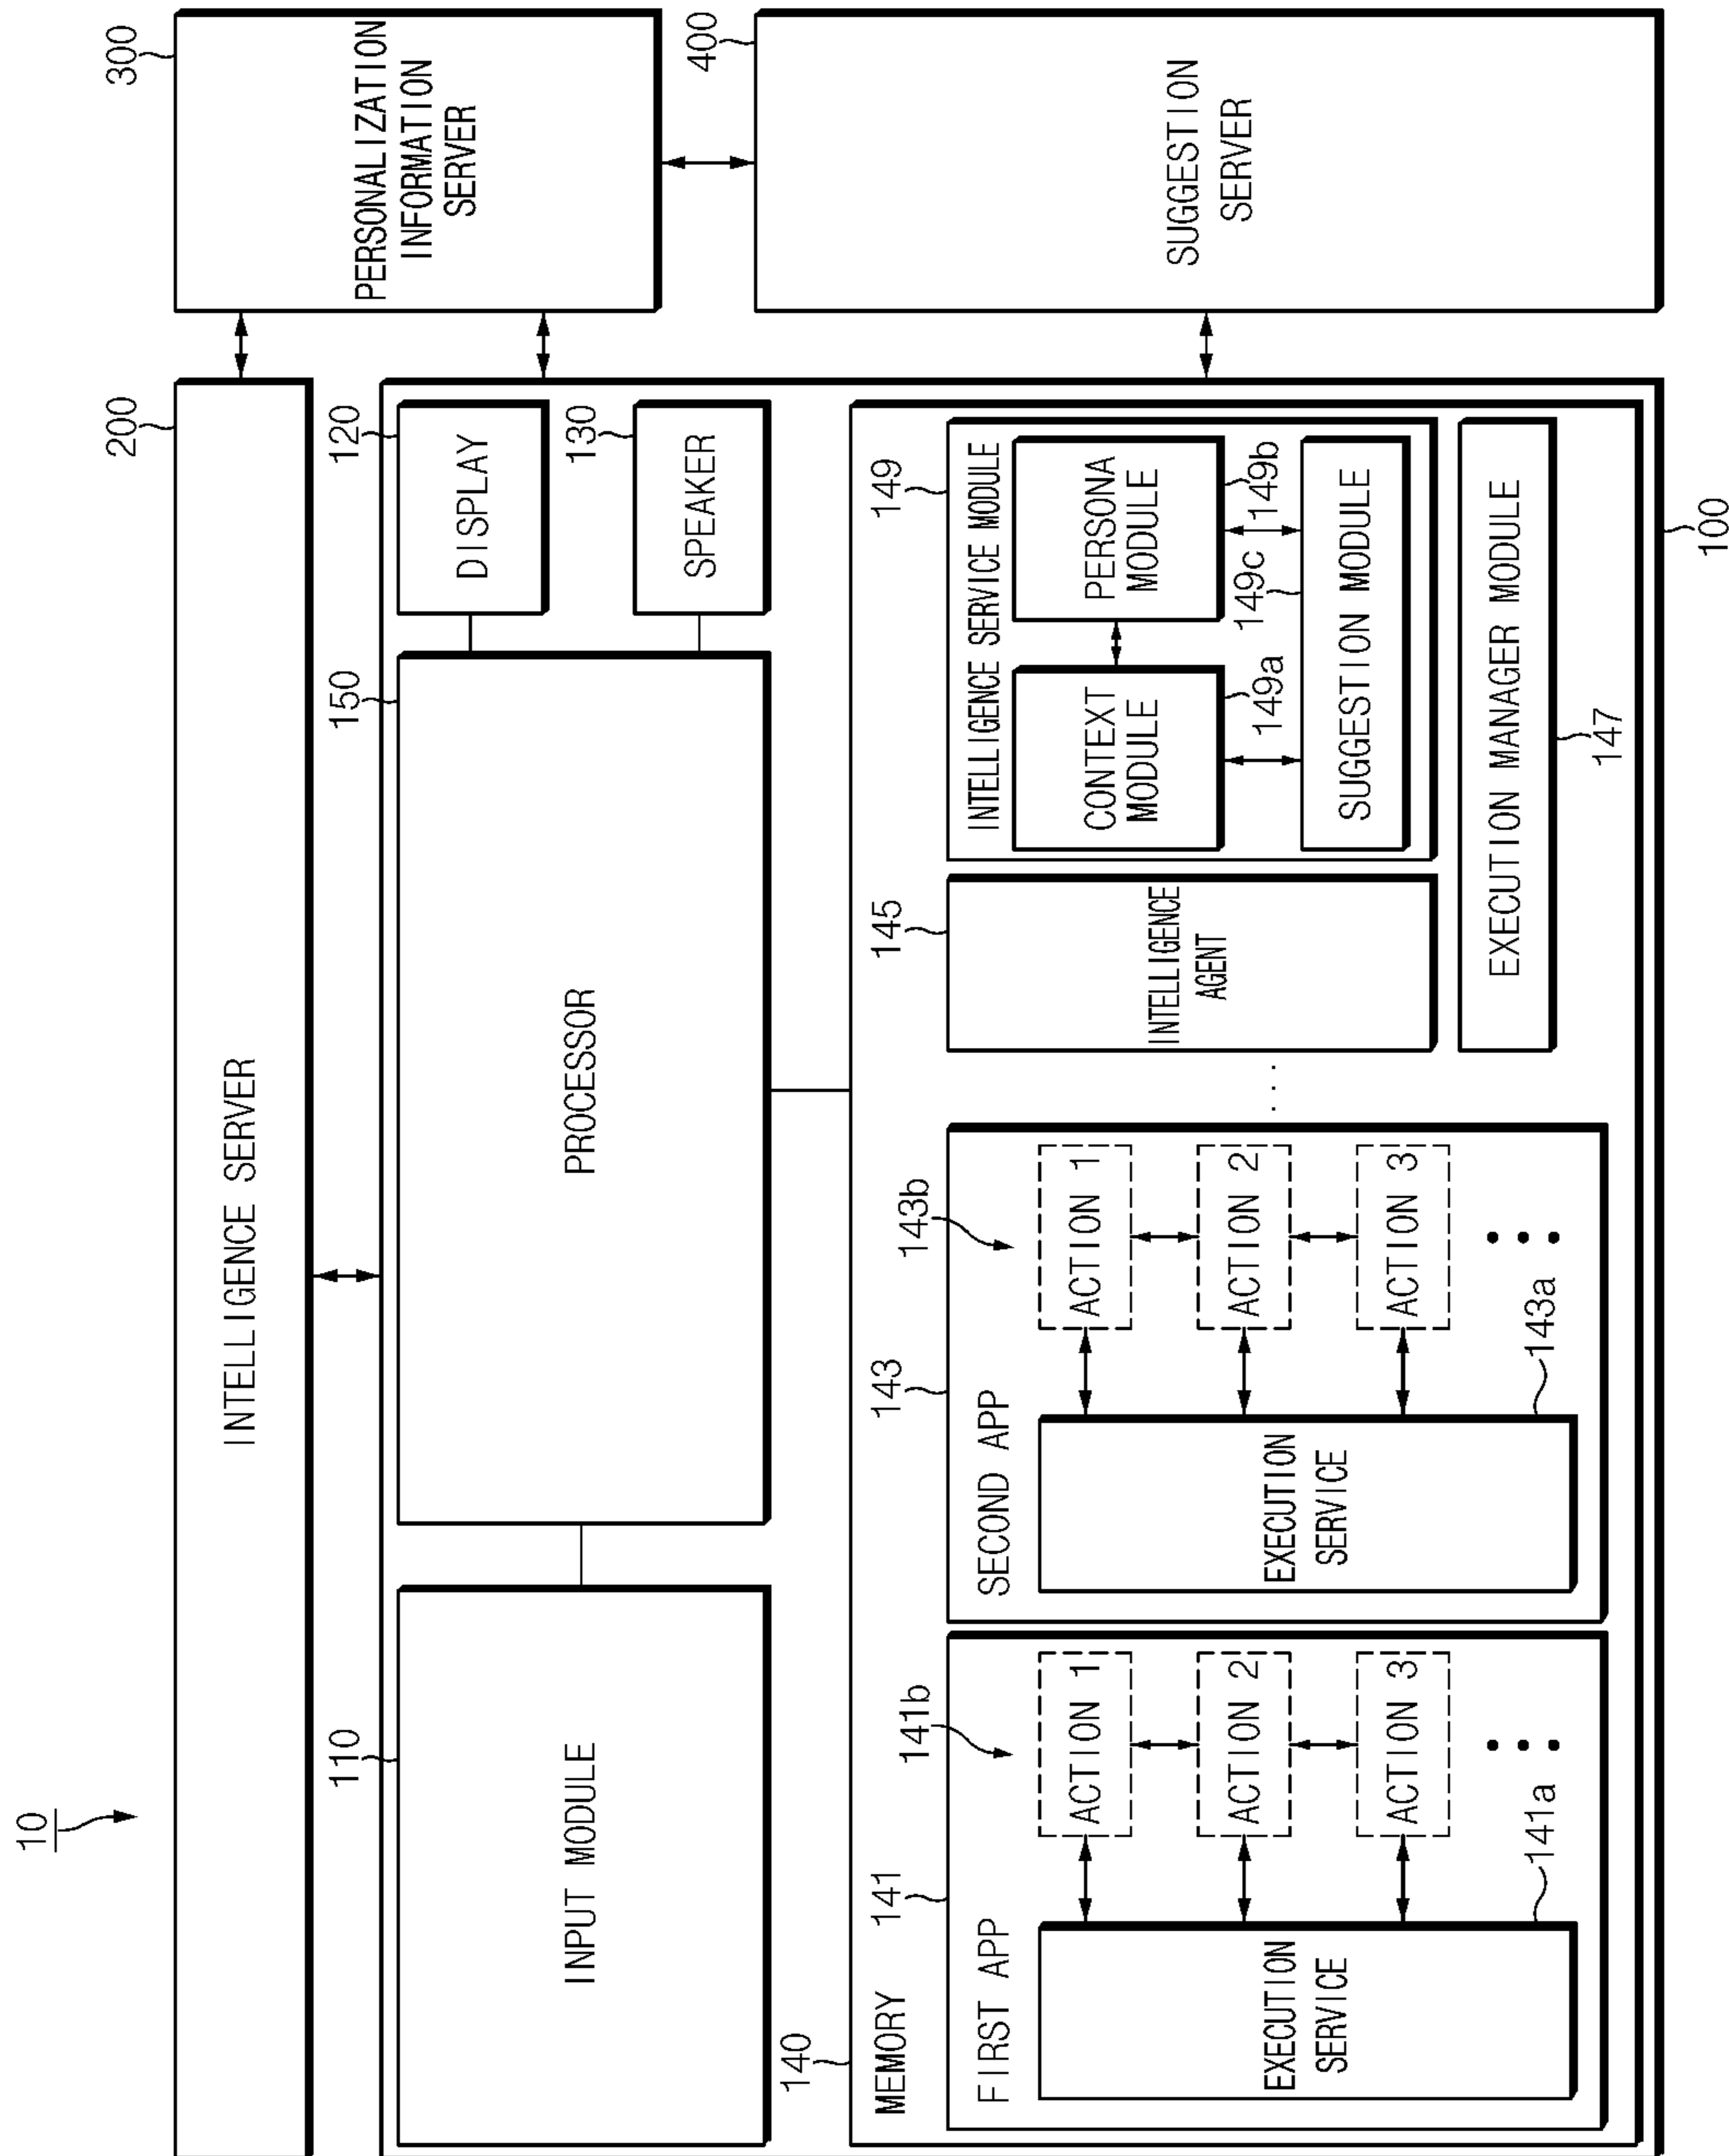 10
INTELLIGENCE SERVER
200
300
PERSONALIZATION
INFORMATION
SERVER
110
INPUT MODULE
150
PROCESSOR
120
DISPLAY
130
SPEAKER
400
SUGGESTION
SERVER
140
MEMORY
141
FIRST APP
141b
EXECUTION
SERVICE
ACTION 1
ACTION 2
ACTION 3
141a
143
SECOND APP
143b
EXECUTION
SERVICE
ACTION 1
ACTION 2
ACTION 3
143a
145
INTELLIGENCE
AGENT
149
INTELLIGENCE SERVICE MODULE
CONTEXT
MODULE
PERSONA
MODULE
149a
149c
149b
SUGGESTION MODULE
EXECUTION MANAGER MODULE
147
100